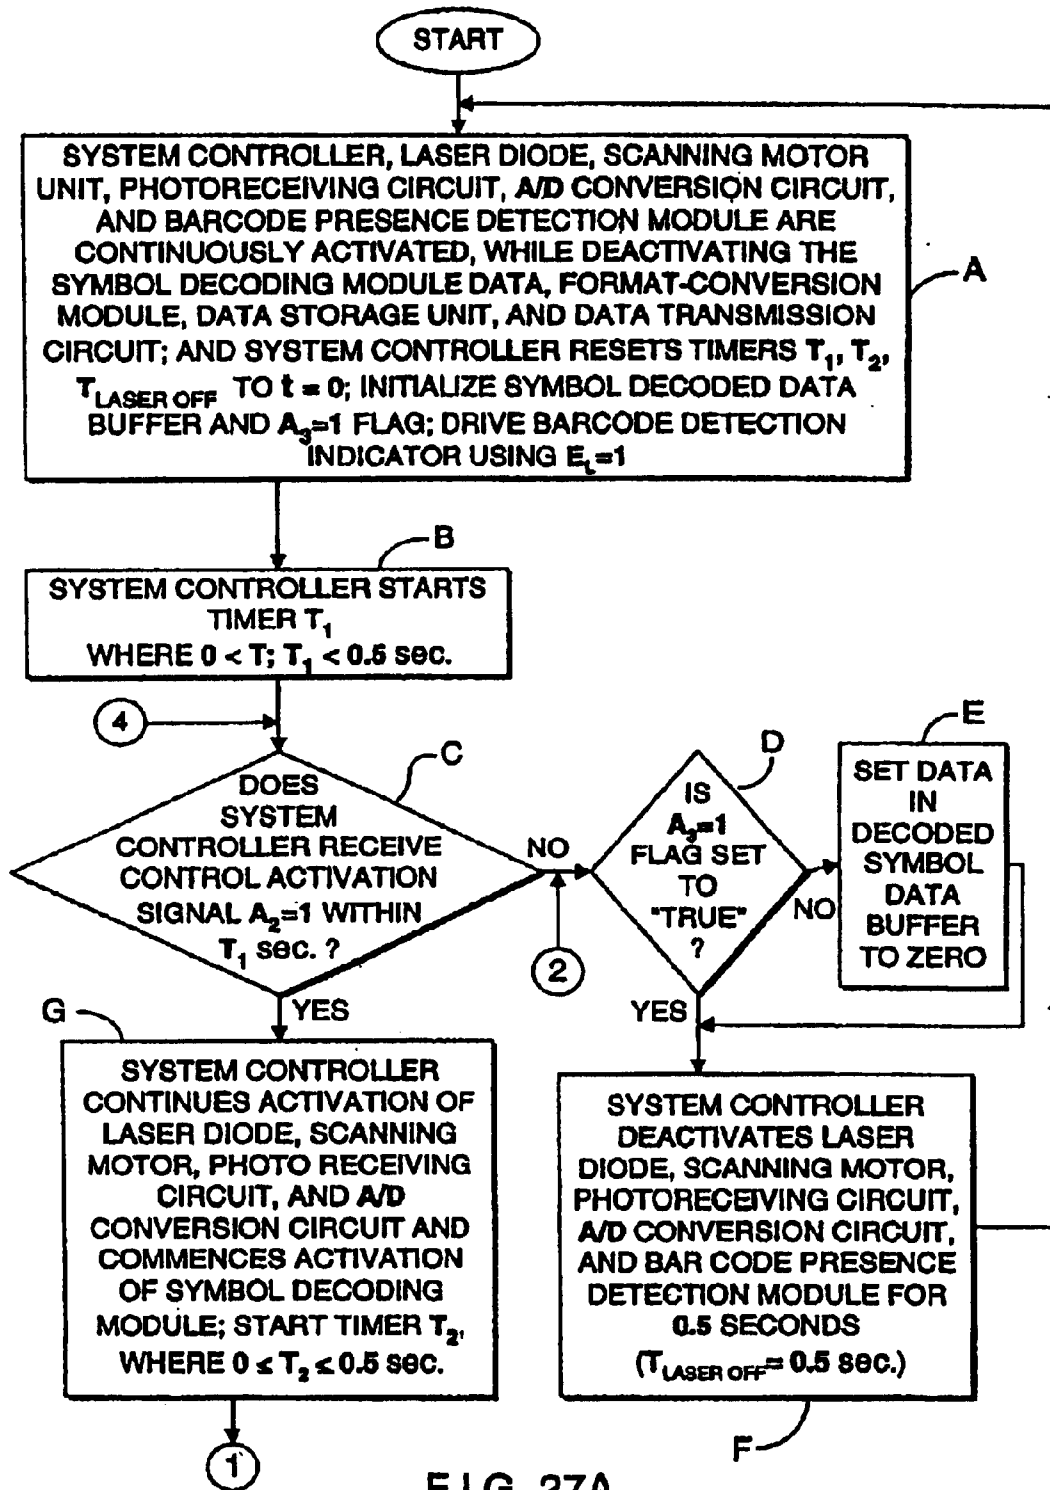 START
SYSTEM CONTROLLER, LASER DIODE, SCANNING MOTOR
UNIT, PHOTORECEIVING CIRCUIT, A/D CONVERSION CIRCUIT,
AND BARCODE PRESENCE DETECTION MODULE ARE
CONTINUOUSLY ACTIVATED, WHILE DEACTIVATING THE
SYMBOL DECODING MODULE DATA, FORMAT-CONVERSION
MODULE, DATA STORAGE UNIT, AND DATA TRANSMISSION
CIRCUIT; AND SYSTEM CONTROLLER RESETS TIMERS T₁, T₂,
T LASER OFF TO t = 0; INITIALIZE SYMBOL DECODED DATA
BUFFER AND A₃=1 FLAG; DRIVE BARCODE DETECTION
INDICATOR USING E_L=1
A
B
SYSTEM CONTROLLER STARTS
TIMER T₁
WHERE 0 < T; T₁ < 0.5 sec.
4
C
DOES
SYSTEM
CONTROLLER RECEIVE
CONTROL ACTIVATION
SIGNAL A₂=1 WITHIN
T₁ sec. ?
NO
2
D
IS
A₃=1
FLAG SET
TO
"TRUE"
?
NO
E
SET DATA
IN
DECODED
SYMBOL
DATA
BUFFER
TO ZERO
YES
YES
G
SYSTEM CONTROLLER
CONTINUES ACTIVATION OF
LASER DIODE, SCANNING
MOTOR, PHOTO RECEIVING
CIRCUIT, AND A/D
CONVERSION CIRCUIT AND
COMMENCES ACTIVATION
OF SYMBOL DECODING
MODULE; START TIMER T₂,
WHERE 0 ≤ T₂ ≤ 0.5 sec.
1
SYSTEM CONTROLLER
DEACTIVATES LASER
DIODE, SCANNING MOTOR,
PHOTORECEIVING CIRCUIT,
A/D CONVERSION CIRCUIT,
AND BAR CODE PRESENCE
DETECTION MODULE FOR
0.5 SECONDS
(T LASER OFF = 0.5 sec.)
F
FIG. 27A